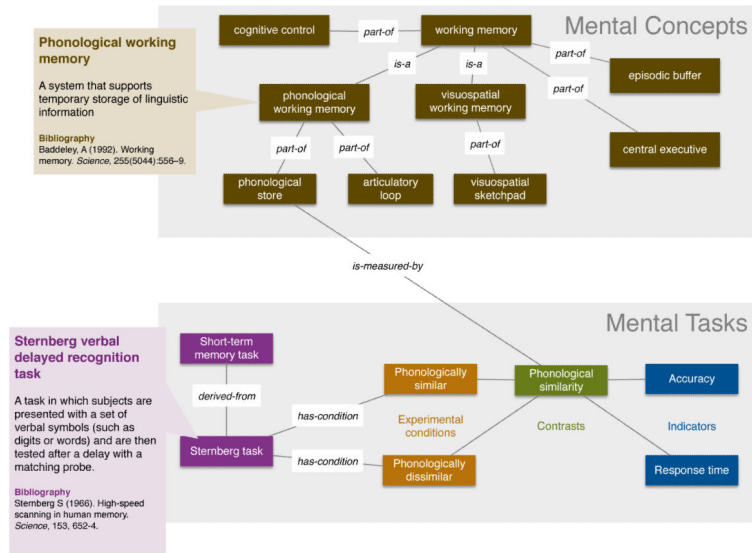 Mental Concepts
cognitive control
part-of
working memory
Phonological working
memory
A system that supports
temporary storage of linguistic
information
Bibliography
Baddeley, A (1992). Working
memory. Science, 255(5044):556–9.
is-a
is-a
part-of
part-of
episodic buffer
phonological
working memory
visuospatial
working memory
central executive
part-of
part-of
part-of
phonological
store
articulatory
loop
visuospatial
sketchpad
is-measured-by
Mental Tasks
Sternberg verbal
delayed recognition
task
A task in which subjects are
presented with a set of
verbal symbols (such as
digits or words) and are then
tested after a delay with a
matching probe.
Bibliography
Sternberg S (1966). High-speed
scanning in human memory.
Science, 153, 652-4.
Short-term
memory task
derived-from
Sternberg task
has-condition
has-condition
Phonologically
similar
Experimental
conditions
Phonologically
dissimilar
Phonological
similarity
Contrasts
Accuracy
Indicators
Response time